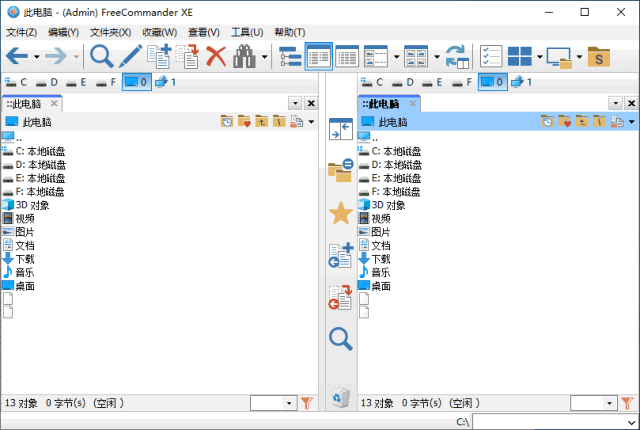 此电脑 - (Admin) FreeCommander XE
文件(Z) 编辑(Y) 文件夹(X) 收藏(W) 查看(V) 工具(U) 帮助(T)
S
C D E F 0 1
C D E F 0 1
::此电脑
::此电脑
此电脑
此电脑
..
C: 本地磁盘
D: 本地磁盘
E: 本地磁盘
F: 本地磁盘
3D 对象
视频
图片
文档
下载
音乐
桌面
..
C: 本地磁盘
D: 本地磁盘
E: 本地磁盘
F: 本地磁盘
3D 对象
视频
图片
文档
下载
音乐
桌面
13 对象 0 字节(s) (空闲 )
13 对象 0 字节(s) (空闲 )
C:\